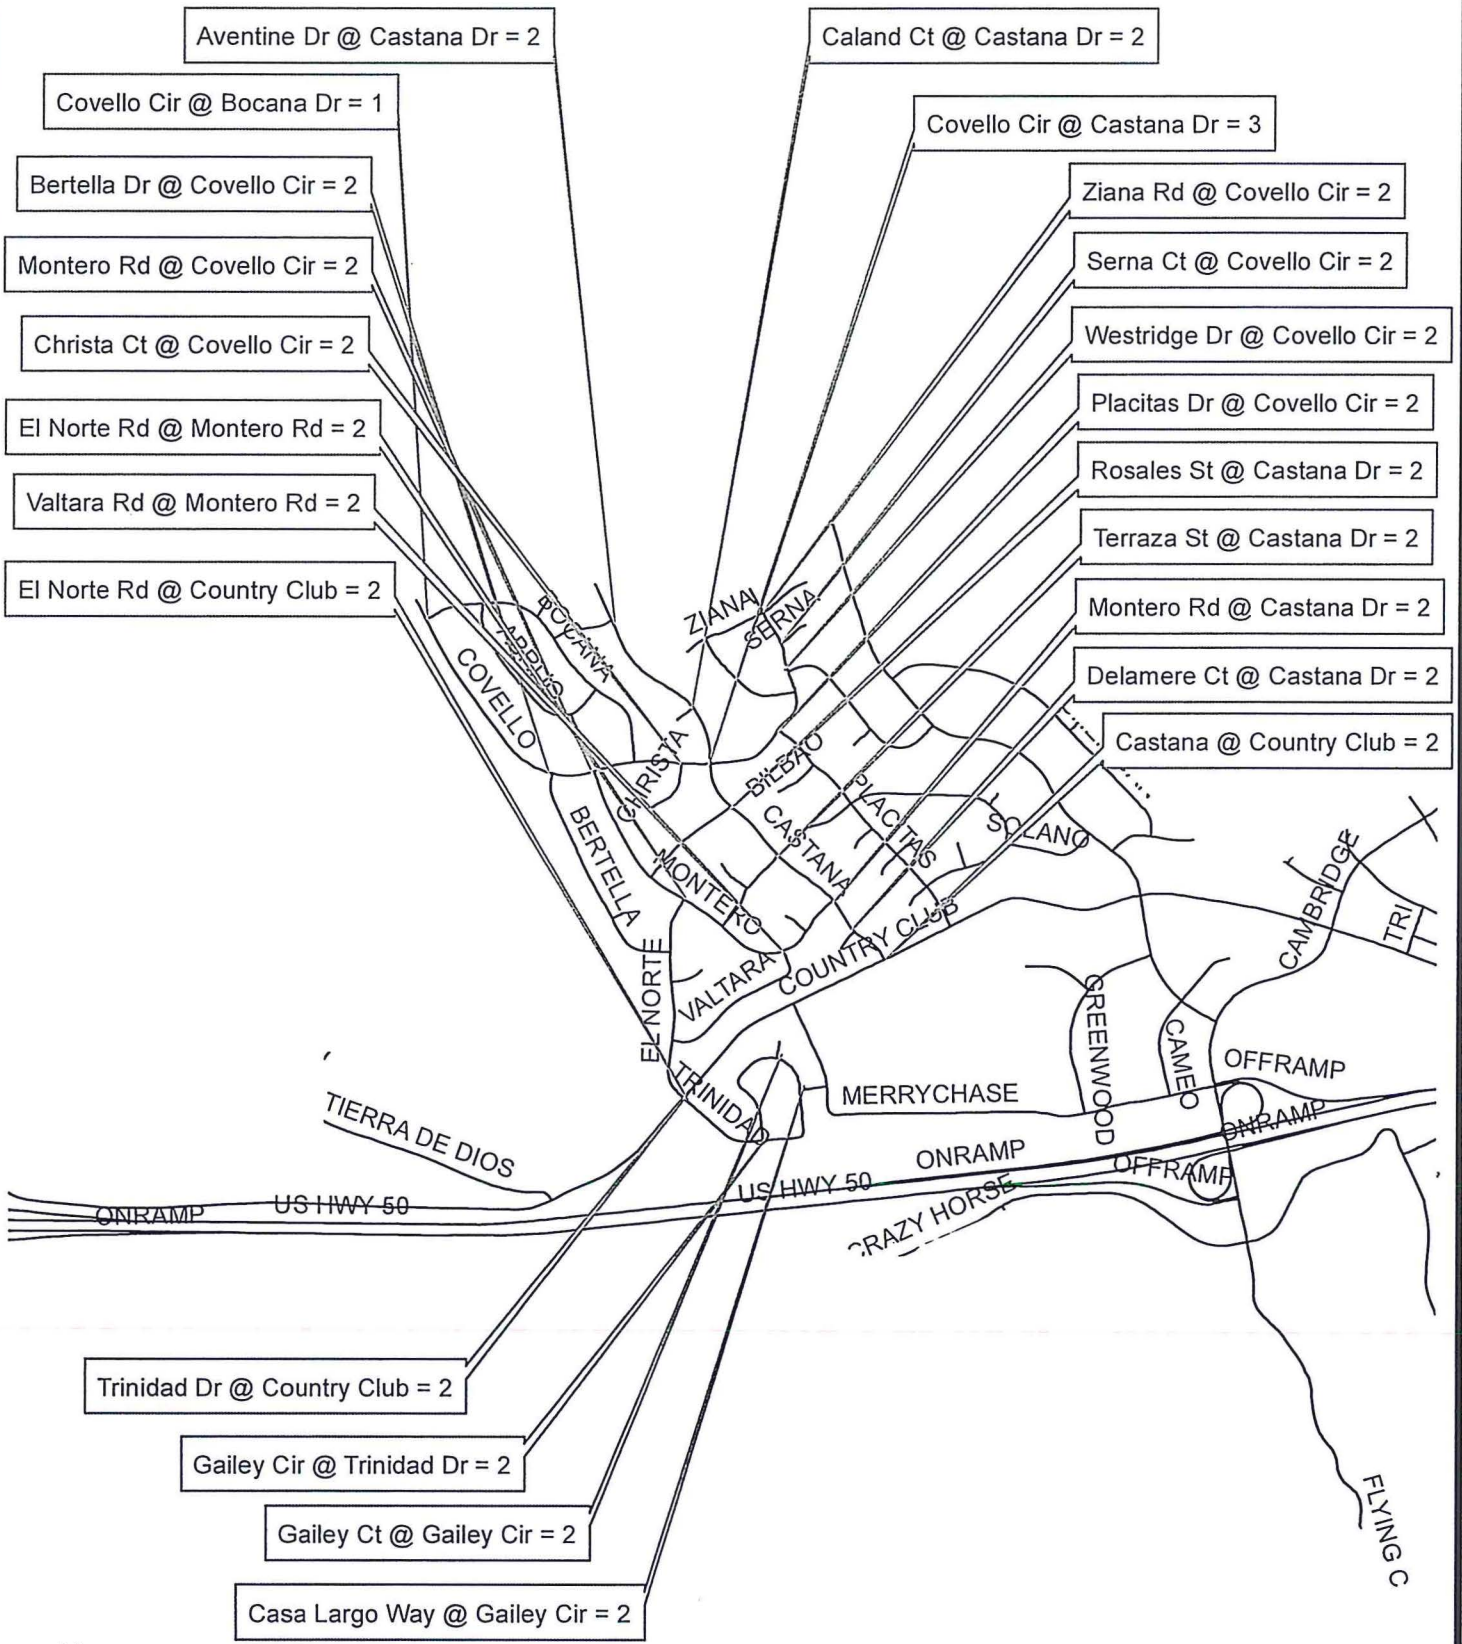 Aventine Dr @ Castana Dr = 2
Caland Ct @ Castana Dr = 2
Covello Cir @ Bocana Dr = 1
Covello Cir @ Castana Dr = 3
Bertella Dr @ Covello Cir = 2
Ziana Rd @ Covello Cir = 2
Montero Rd @ Covello Cir = 2
Serna Ct @ Covello Cir = 2
Christa Ct @ Covello Cir = 2
Westridge Dr @ Covello Cir = 2
El Norte Rd @ Montero Rd = 2
Placitas Dr @ Covello Cir = 2
Valtara Rd @ Montero Rd = 2
Rosales St @ Castana Dr = 2
El Norte Rd @ Country Club = 2
Terraza St @ Castana Dr = 2
Montero Rd @ Castana Dr = 2
Delamere Ct @ Castana Dr = 2
Castana @ Country Club = 2
BOCANA
ZIANA
SERNA
COVELLO
CHRISTA
BILBAO
PLACITAS
CASTANA
SOLANO
BERTELLA
MONTERO
CAMBRIDGE
TRI
EL NORTE
VALTARA
COUNTRY CLUB
GREENWOOD
CAMEO
OFFRAMP
TRINIDAD
MERRYCHASE
TIERRA DE DIOS
ONRAMP
ONRAMP
OFFRAMP
US HWY 50
US HWY 50
ONRAMP
CRAZY HORSE
Trinidad Dr @ Country Club = 2
Gailey Cir @ Trinidad Dr = 2
Gailey Ct @ Gailey Cir = 2
Casa Largo Way @ Gailey Cir = 2
FLYING C